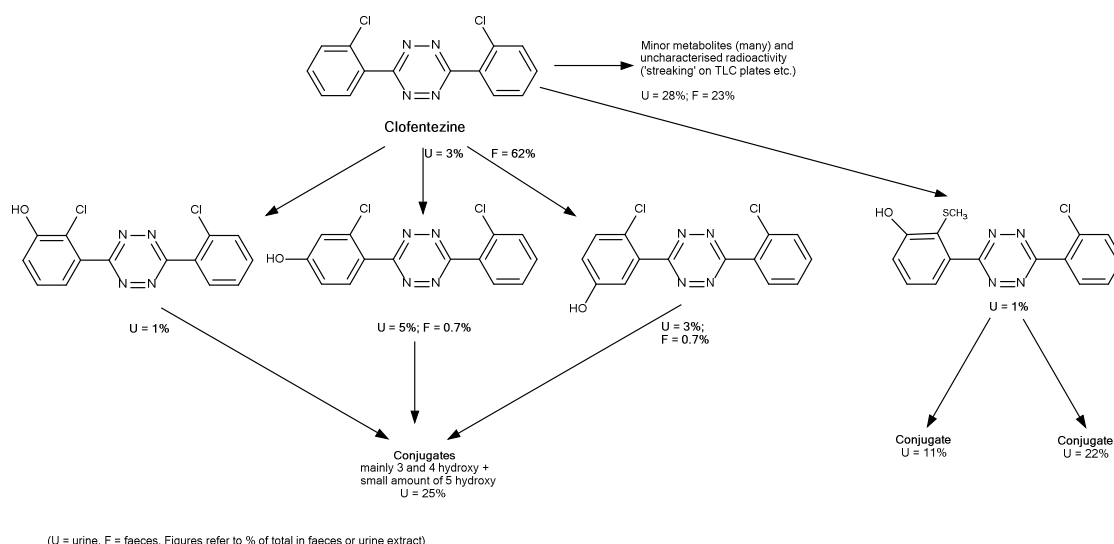 Cl
Cl
N
N
N
N
Minor metabolites (many) and
uncharacterised radioactivity
('streaking' on TLC plates etc.)
U = 28%; F = 23%
Clofentezine
U = 3%
F = 62%
HO
Cl
Cl
N
N
N
N
U = 1%
Cl
Cl
HO
N
N
N
N
U = 5%; F = 0.7%
Cl
Cl
N
N
N
N
HO
U = 3%;
F = 0.7%
HO
SCH3
Cl
N
N
N
N
U = 1%
Conjugates
mainly 3 and 4 hydroxy +
small amount of 5 hydroxy
U = 25%
Conjugate
U = 11%
Conjugate
U = 22%
(U = urine, F = faeces. Figures refer to % of total in faeces or urine extract)